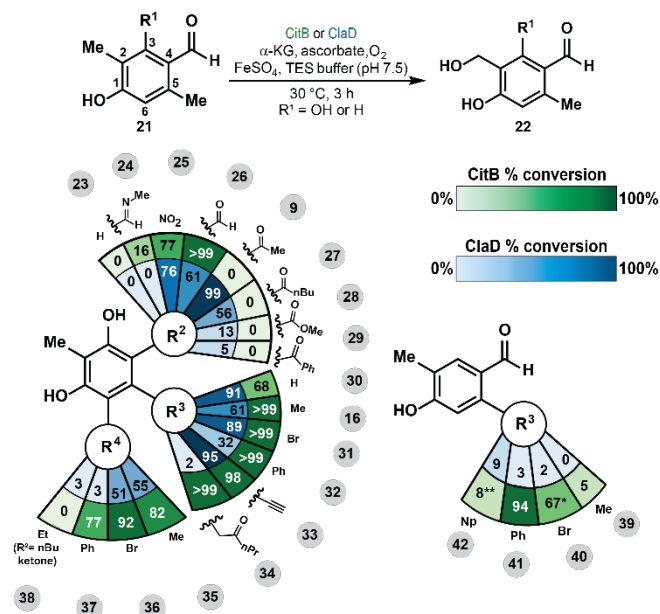 R¹
Me
O
2
3
4
1
5
6
HO
Me
21
CitB or ClaD
α-KG, ascorbate,O₂
FeSO₄, TES buffer (pH 7.5)
30 °C, 3 h
R¹ = OH or H
R¹
O
HO
HO
Me
22
23
24
25
26
9
27
28
29
30
16
31
32
33
34
35
36
37
38
H
N Me
H
NO₂
O
H
O
Me
O
nBu
O
OMe
O
Ph
0
16
77
>99
0
0
0
0
0
0
76
61
99
56
13
5
R²
OH
Me
HO
R³
H
Me
Br
Ph
68
>99
>99
>99
98
>99
91
61
89
32
95
2
O
nPr
R⁴
3
3
51
55
0
77
92
82
Et
(R²= nBu
ketone)
Ph
Br
Me
CitB % conversion
0%
100%
ClaD % conversion
0%
100%
O
Me
HO
R³
9
3
2
0
8**
94
67*
5
Np
Ph
Br
Me
42
41
40
39